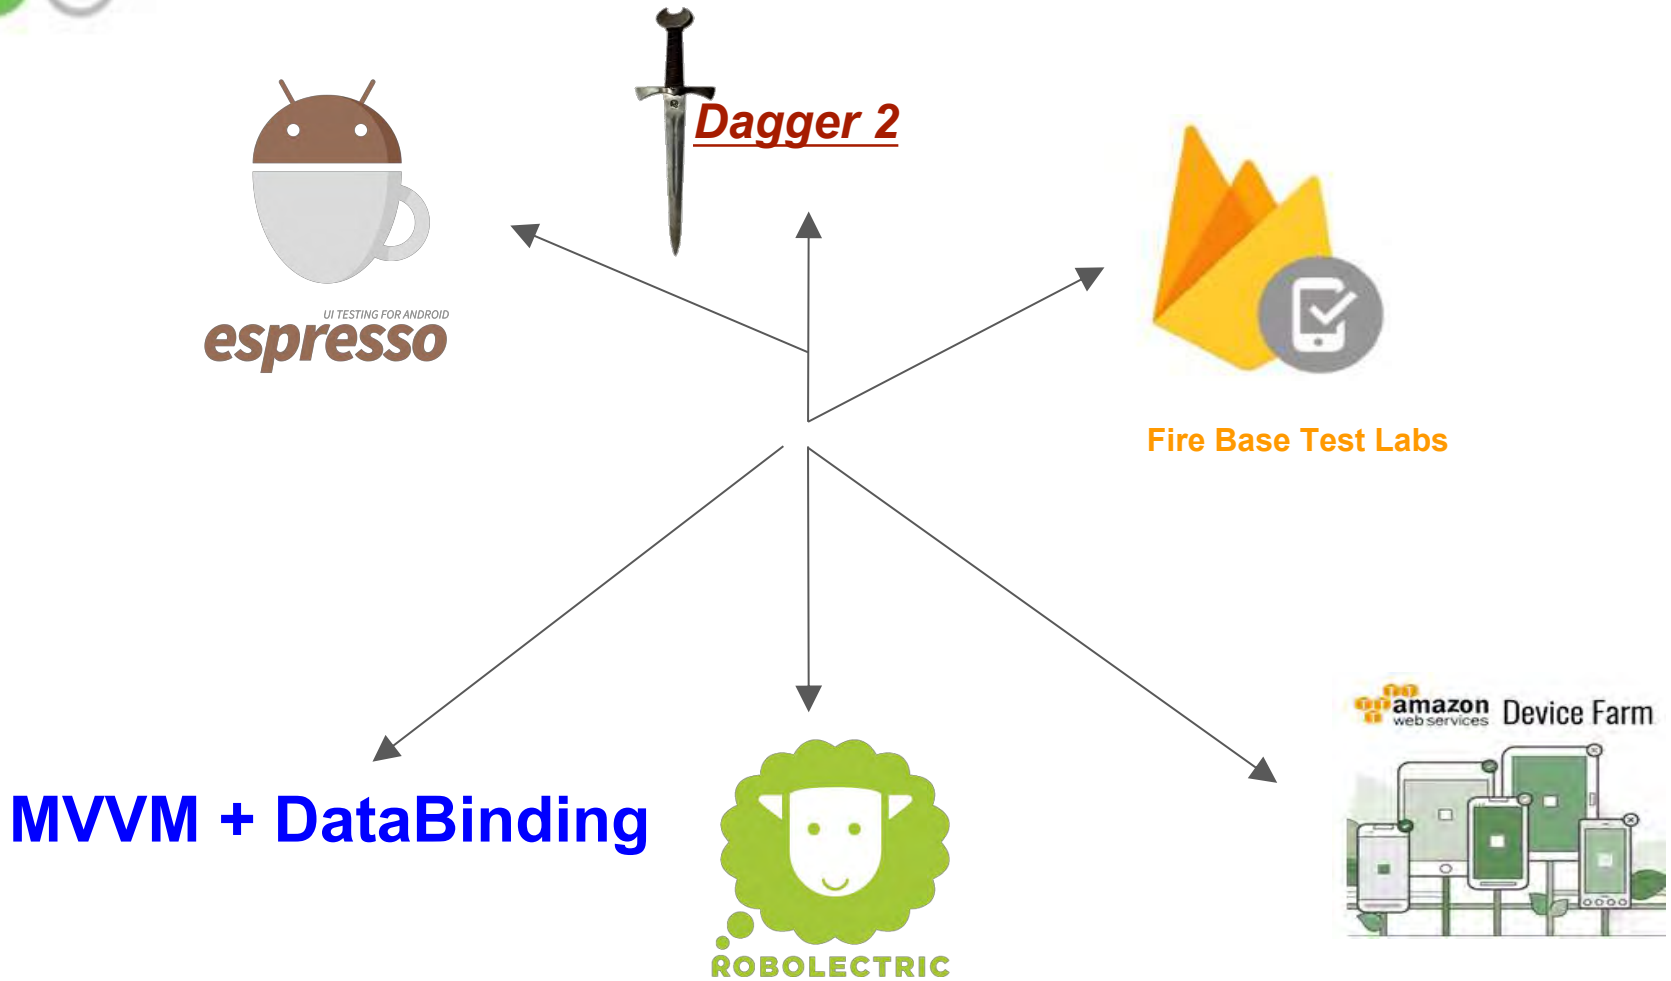 Dagger 2
UI TESTING FOR ANDROID
espresso
Fire Base Test Labs
amazon
web services
Device Farm
MVVM + DataBinding
ROBOLECTRIC